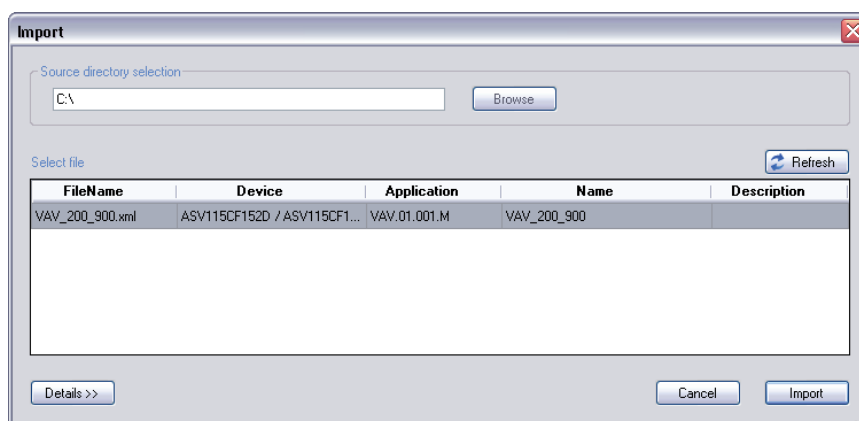 Import
Source directory selection
C:\
Browse
Select file
Refresh
FileName Device Application Name Description
VAV_200_900.xml ASV115CF152D / ASV115CF1... VAV.01.001.M VAV_200_900
Details >> Cancel Import